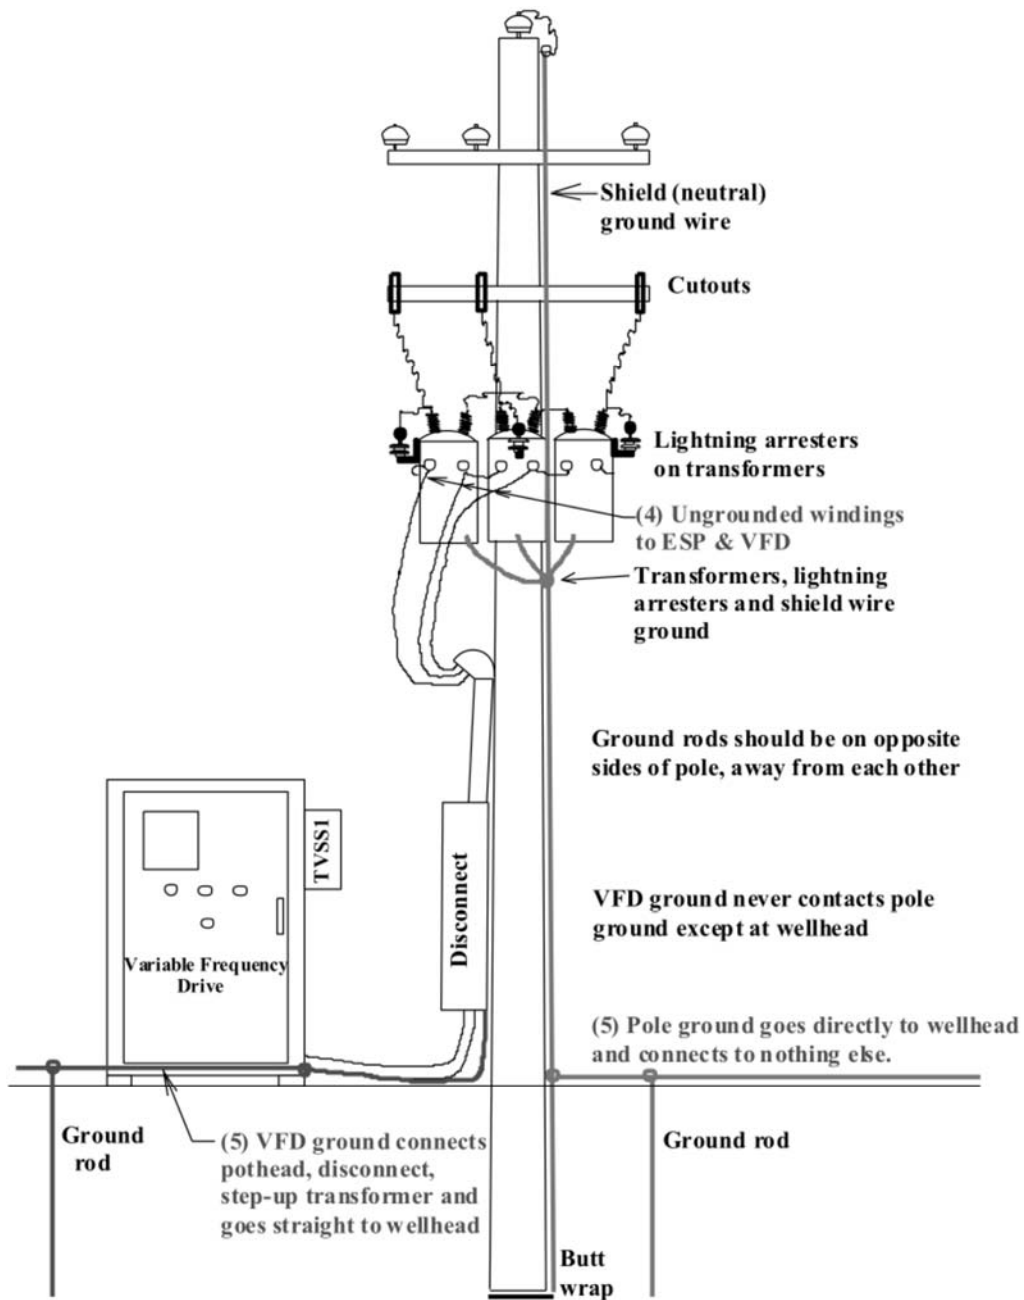 Shield (neutral)
ground wire
Cutouts
Lightning arresters
on transformers
(4) Ungrounded windings
to ESP & VFD
Transformers, lightning
arresters and shield wire
ground
Ground rods should be on opposite
sides of pole, away from each other
TVSS1
Disconnect
VFD ground never contacts pole
ground except at wellhead
Variable Frequency
Drive
(5) Pole ground goes directly to wellhead
and connects to nothing else.
Ground
rod
(5) VFD ground connects
pothead, disconnect,
step-up transformer and
goes straight to wellhead
Ground rod
Butt
wrap